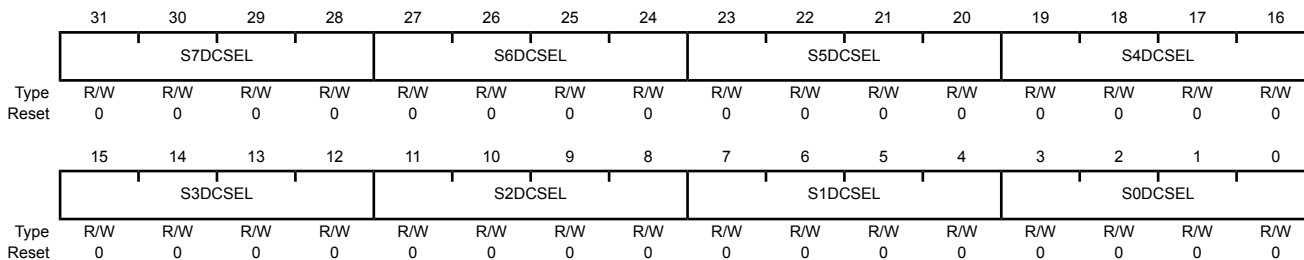 31 30 29 28 27 26 25 24 23 22 21 20 19 18 17 16
S7DCSEL S6DCSEL S5DCSEL S4DCSEL
Type R/W R/W R/W R/W R/W R/W R/W R/W R/W R/W R/W R/W R/W R/W R/W R/W
Reset 0 0 0 0 0 0 0 0 0 0 0 0 0 0 0 0
15 14 13 12 11 10 9 8 7 6 5 4 3 2 1 0
S3DCSEL S2DCSEL S1DCSEL S0DCSEL
Type R/W R/W R/W R/W R/W R/W R/W R/W R/W R/W R/W R/W R/W R/W R/W R/W
Reset 0 0 0 0 0 0 0 0 0 0 0 0 0 0 0 0